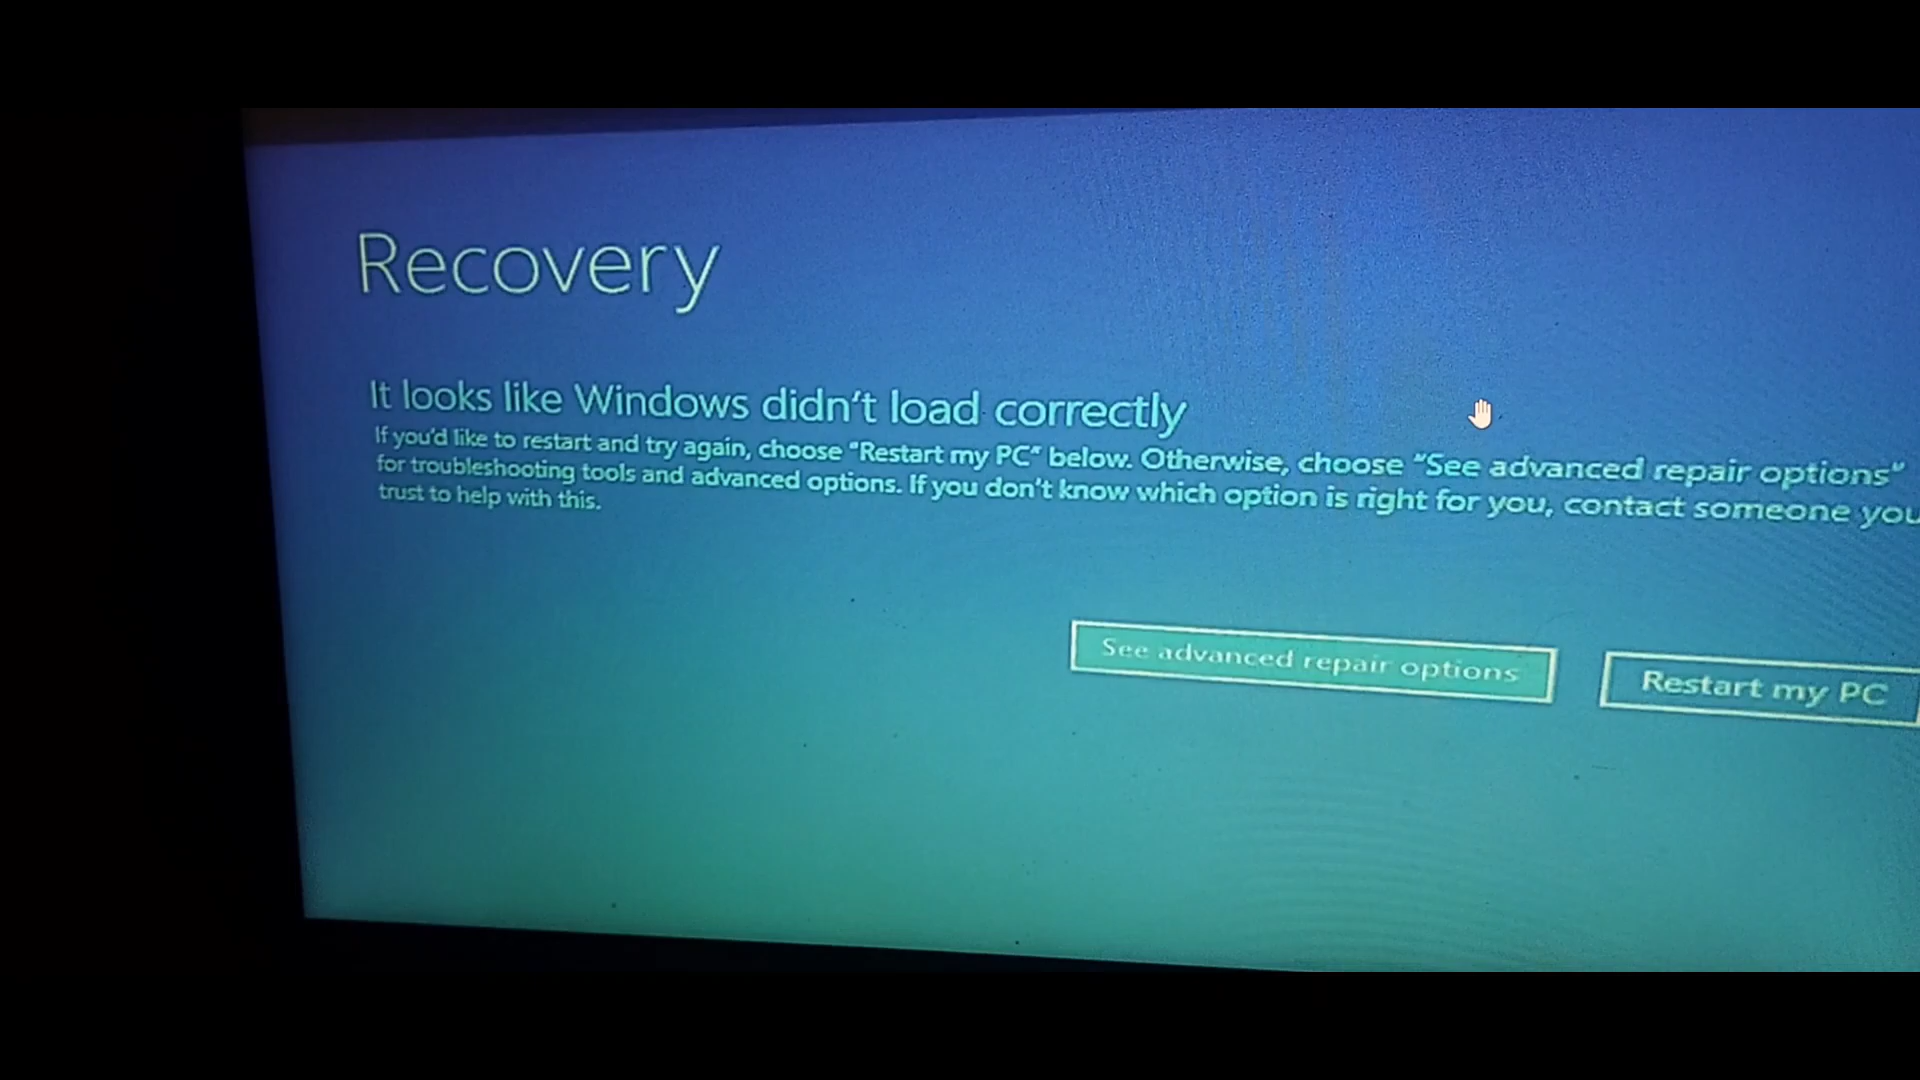 Recovery
It looks like Windows didn't load correctly
If you'd like to restart and try again, choose "Restart my PC" below. Otherwise, choose "See advanced repair options"
for troubleshooting tools and advanced options. If you don't know which option is right for you, contact someone you
trust to help with this.
See advanced repair options
Restart my PC